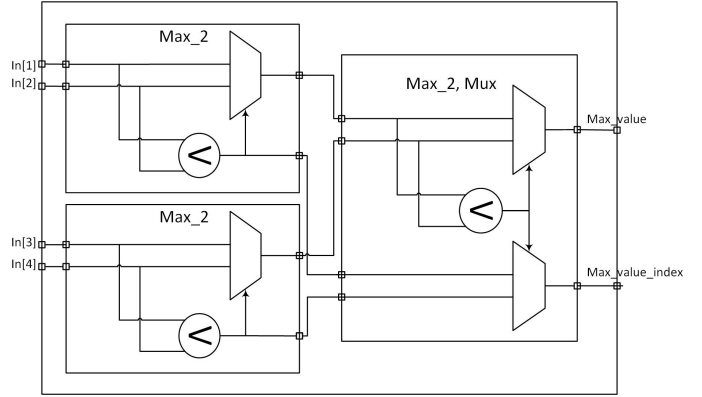 Max_2
In[1]
In[2]
<
Max_2, Mux
Max_value
<
Max_2
In[3]
In[4]
Max_value_index
<